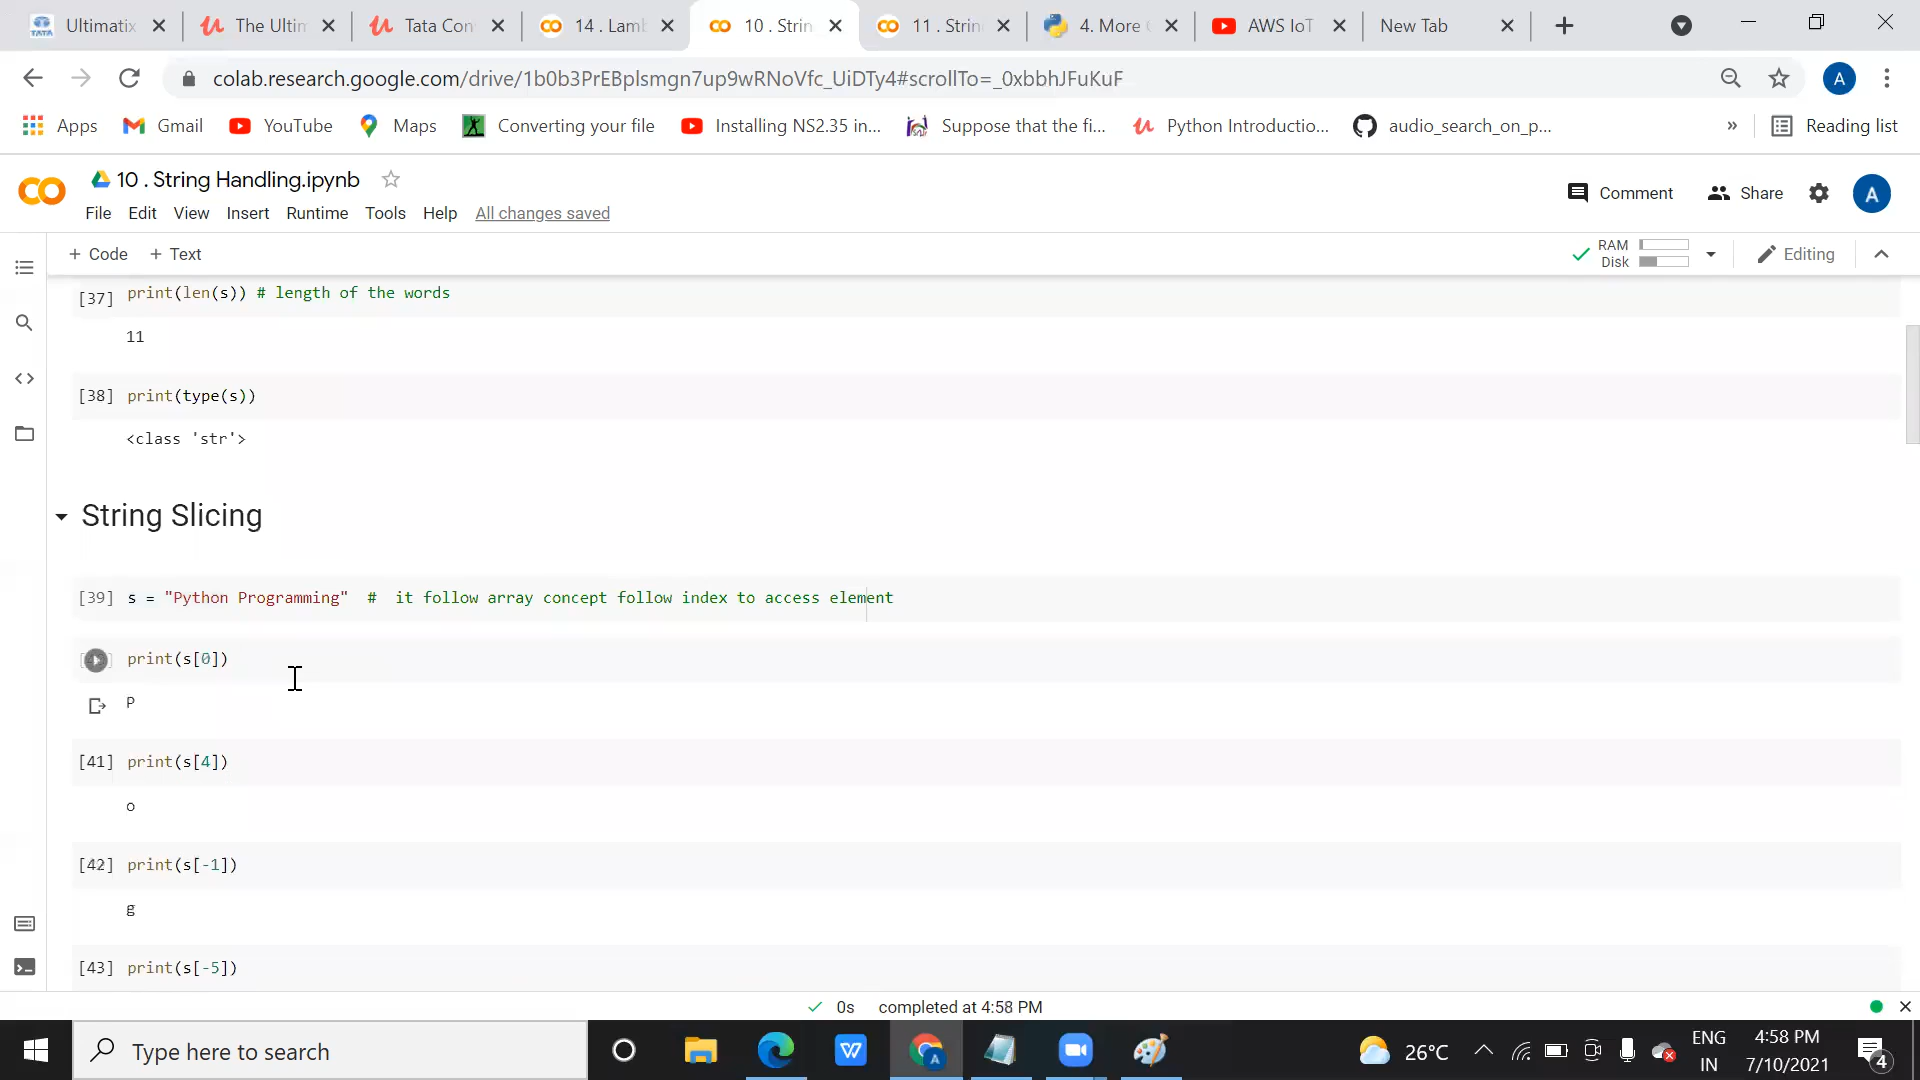 Ultimatix
The Ultim
Tata Con
14 . Lamb
10 . Strin
11 . Strin
4. More
AWS IoT
New Tab
colab.research.google.com/drive/1b0b3PrEBplsmgn7up9wRNoVfc_UiDTy4#scrollTo=_0xbbhJFuKuF
A
Apps
Gmail
YouTube
Maps
Converting your file
Installing NS2.35 in...
Suppose that the fi...
Python Introductio...
audio_search_on_p...
»
Reading list
10 . String Handling.ipynb
Comment
Share
A
File Edit View Insert Runtime Tools Help All changes saved
+ Code + Text
RAM
Disk
Editing
[37] print(len(s)) # length of the words
11
[38] print(type(s))
<class 'str'>
String Slicing
[39] s = "Python Programming" # it follow array concept follow index to access element
print(s[0])
P
[41] print(s[4])
o
[42] print(s[-1])
g
[43] print(s[-5])
0s completed at 4:58 PM
Type here to search
26°C
ENG
IN
4:58 PM
7/10/2021
4